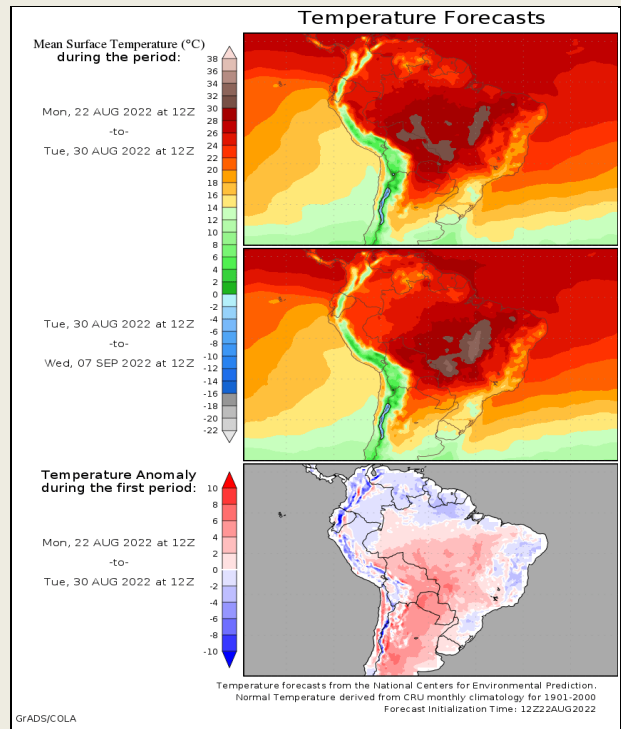 Temperature Forecasts
Mean Surface Temperature (°C)
during the period:
Mon, 22 AUG 2022 at 12Z
-to-
Tue, 30 AUG 2022 at 12Z
38
36
34
32
30
28
26
24
22
20
18
16
14
12
10
8
6
4
2
0
-2
-4
-6
-8
-10
-12
-14
-16
-18
-20
-22
Tue, 30 AUG 2022 at 12Z
-to-
Wed, 07 SEP 2022 at 12Z
Temperature Anomaly
during the first period:
Mon, 22 AUG 2022 at 12Z
-to-
Tue, 30 AUG 2022 at 12Z
10
8
6
4
2
0
-2
-4
-6
-8
-10
Temperature forecasts from the National Centers for Environmental Prediction.
Normal Temperature derived from CRU monthly climatology for 1901-2000
Forecast Initialization Time: 12Z22AUG2022
GrADS/COLA